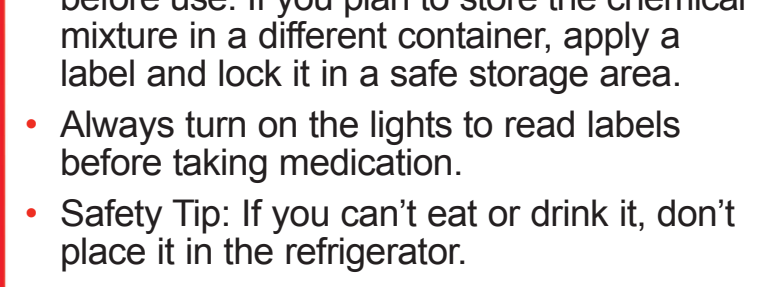 before use. If you plan to store the chemical
mixture in a different container, apply a
label and lock it in a safe storage area.
• Always turn on the lights to read labels
before taking medication.
• Safety Tip: If you can’t eat or drink it, don’t
place it in the refrigerator.